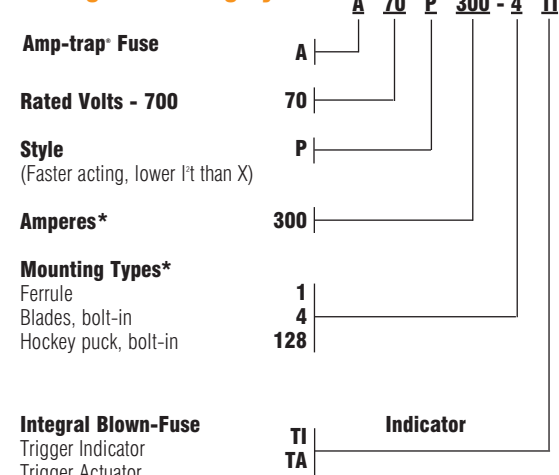 A 70 P 300 - 4 TI
Amp-trap® Fuse A
Rated Volts - 700 70
Style P
(Faster acting, lower I²t than X)
Amperes* 300
Mounting Types*
Ferrule 1
Blades, bolt-in 4
Hockey puck, bolt-in 128
Integral Blown-Fuse Indicator
Trigger Indicator TI
Trigger Actuator TA